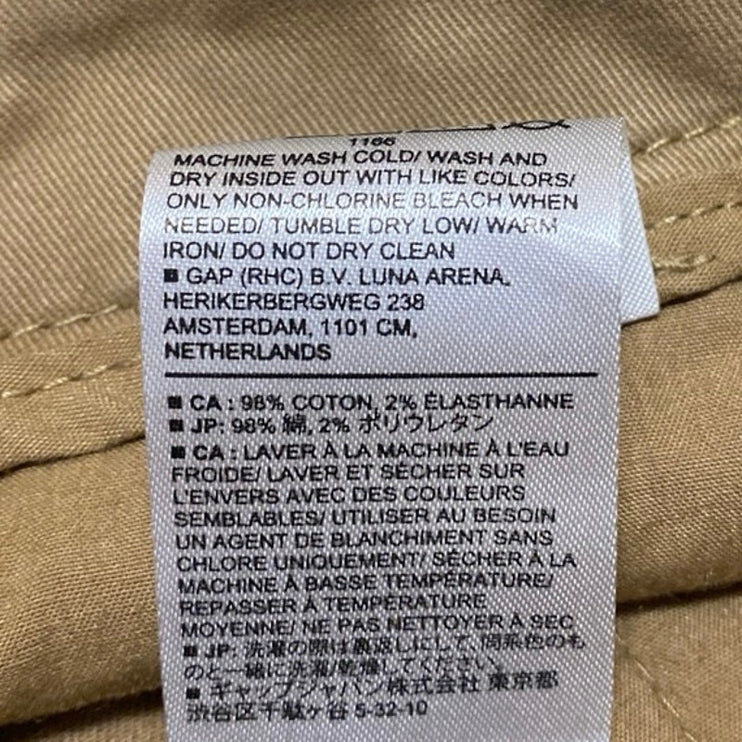 1166
MACHINE WASH COLD/ WASH AND
DRY INSIDE OUT WITH LIKE COLORS/
ONLY NON-CHLORINE BLEACH WHEN
NEEDED/ TUMBLE DRY LOW/ WARM
IRON/ DO NOT DRY CLEAN
■ GAP (RHC) B.V. LUNA ARENA,
HERIKERBERGWEG 238
AMSTERDAM, 1101 CM,
NETHERLANDS
■ CA : 98% COTON, 2% ÉLASTHANNE
■ JP: 98% 綿, 2% ポリウレタン
■ CA : LAVER À LA MACHINE À L'EAU
FROIDE/ LAVER ET SÉCHER SUR
L'ENVERS AVEC DES COULEURS
SEMBLABLES/ UTILISER AU BESOIN
UN AGENT DE BLANCHIMENT SANS
CHLORE UNIQUEMENT/ SÉCHER À LA
MACHINE À BASSE TEMPÉRATURE/
REPASSER À TEMPÉRATURE
MOYENNE/ NE PAS NETTOYER À SEC
■ JP: 洗濯の際は裏返しにして、同系色のも
のと一緒に洗濯/乾燥してください。
■ ギャップジャパン株式会社 東京都
渋谷区千駄ヶ谷 5-32-10